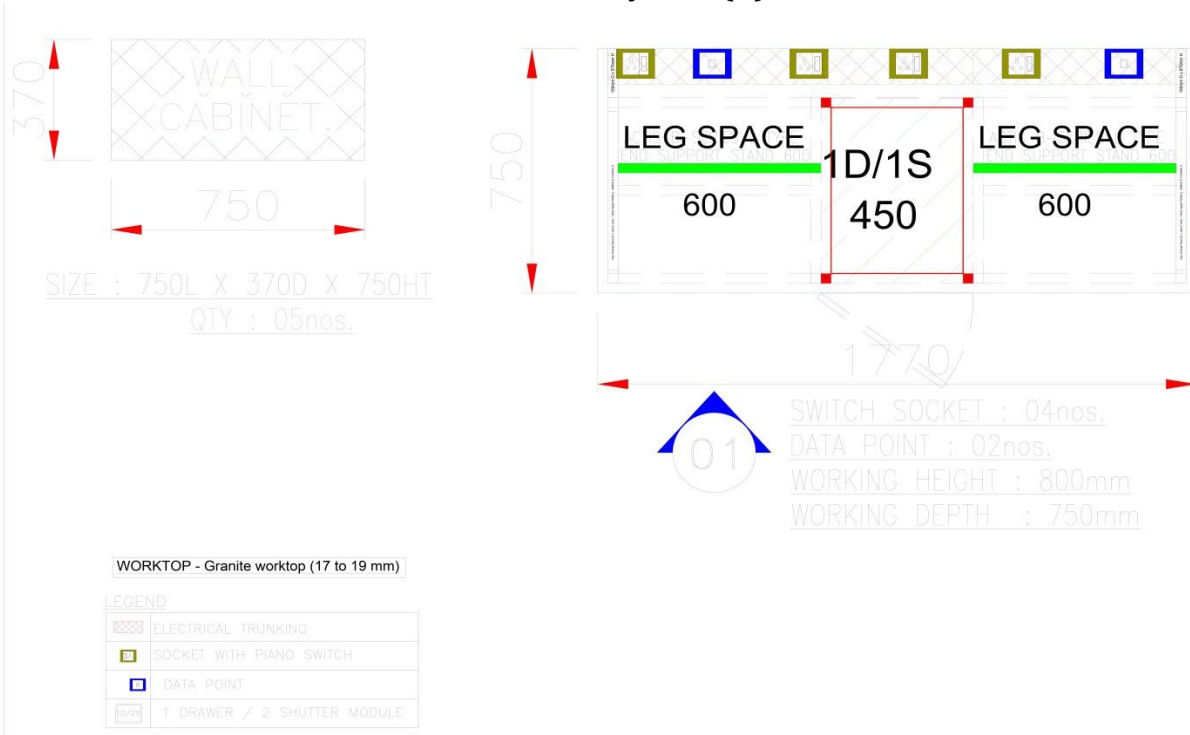 370
WALL
CABINET.
750
SIZE : 750L X 370D X 750HT
QTY : 05nos.
750
LEG SPACE
END SUPPORT STAND 600
600
1D/1S
450
LEG SPACE
END SUPPORT STAND 600
600
1770
01
SWITCH SOCKET : 04nos.
DATA POINT : 02nos.
WORKING HEIGHT : 800mm
WORKING DEPTH : 750mm
WORKTOP - Granite worktop (17 to 19 mm)
LEGEND
ELECTRICAL TRUNKING
SOCKET WITH PIANO SWITCH
DATA POINT
1D/2S 1 DRAWER / 2 SHUTTER MODULE